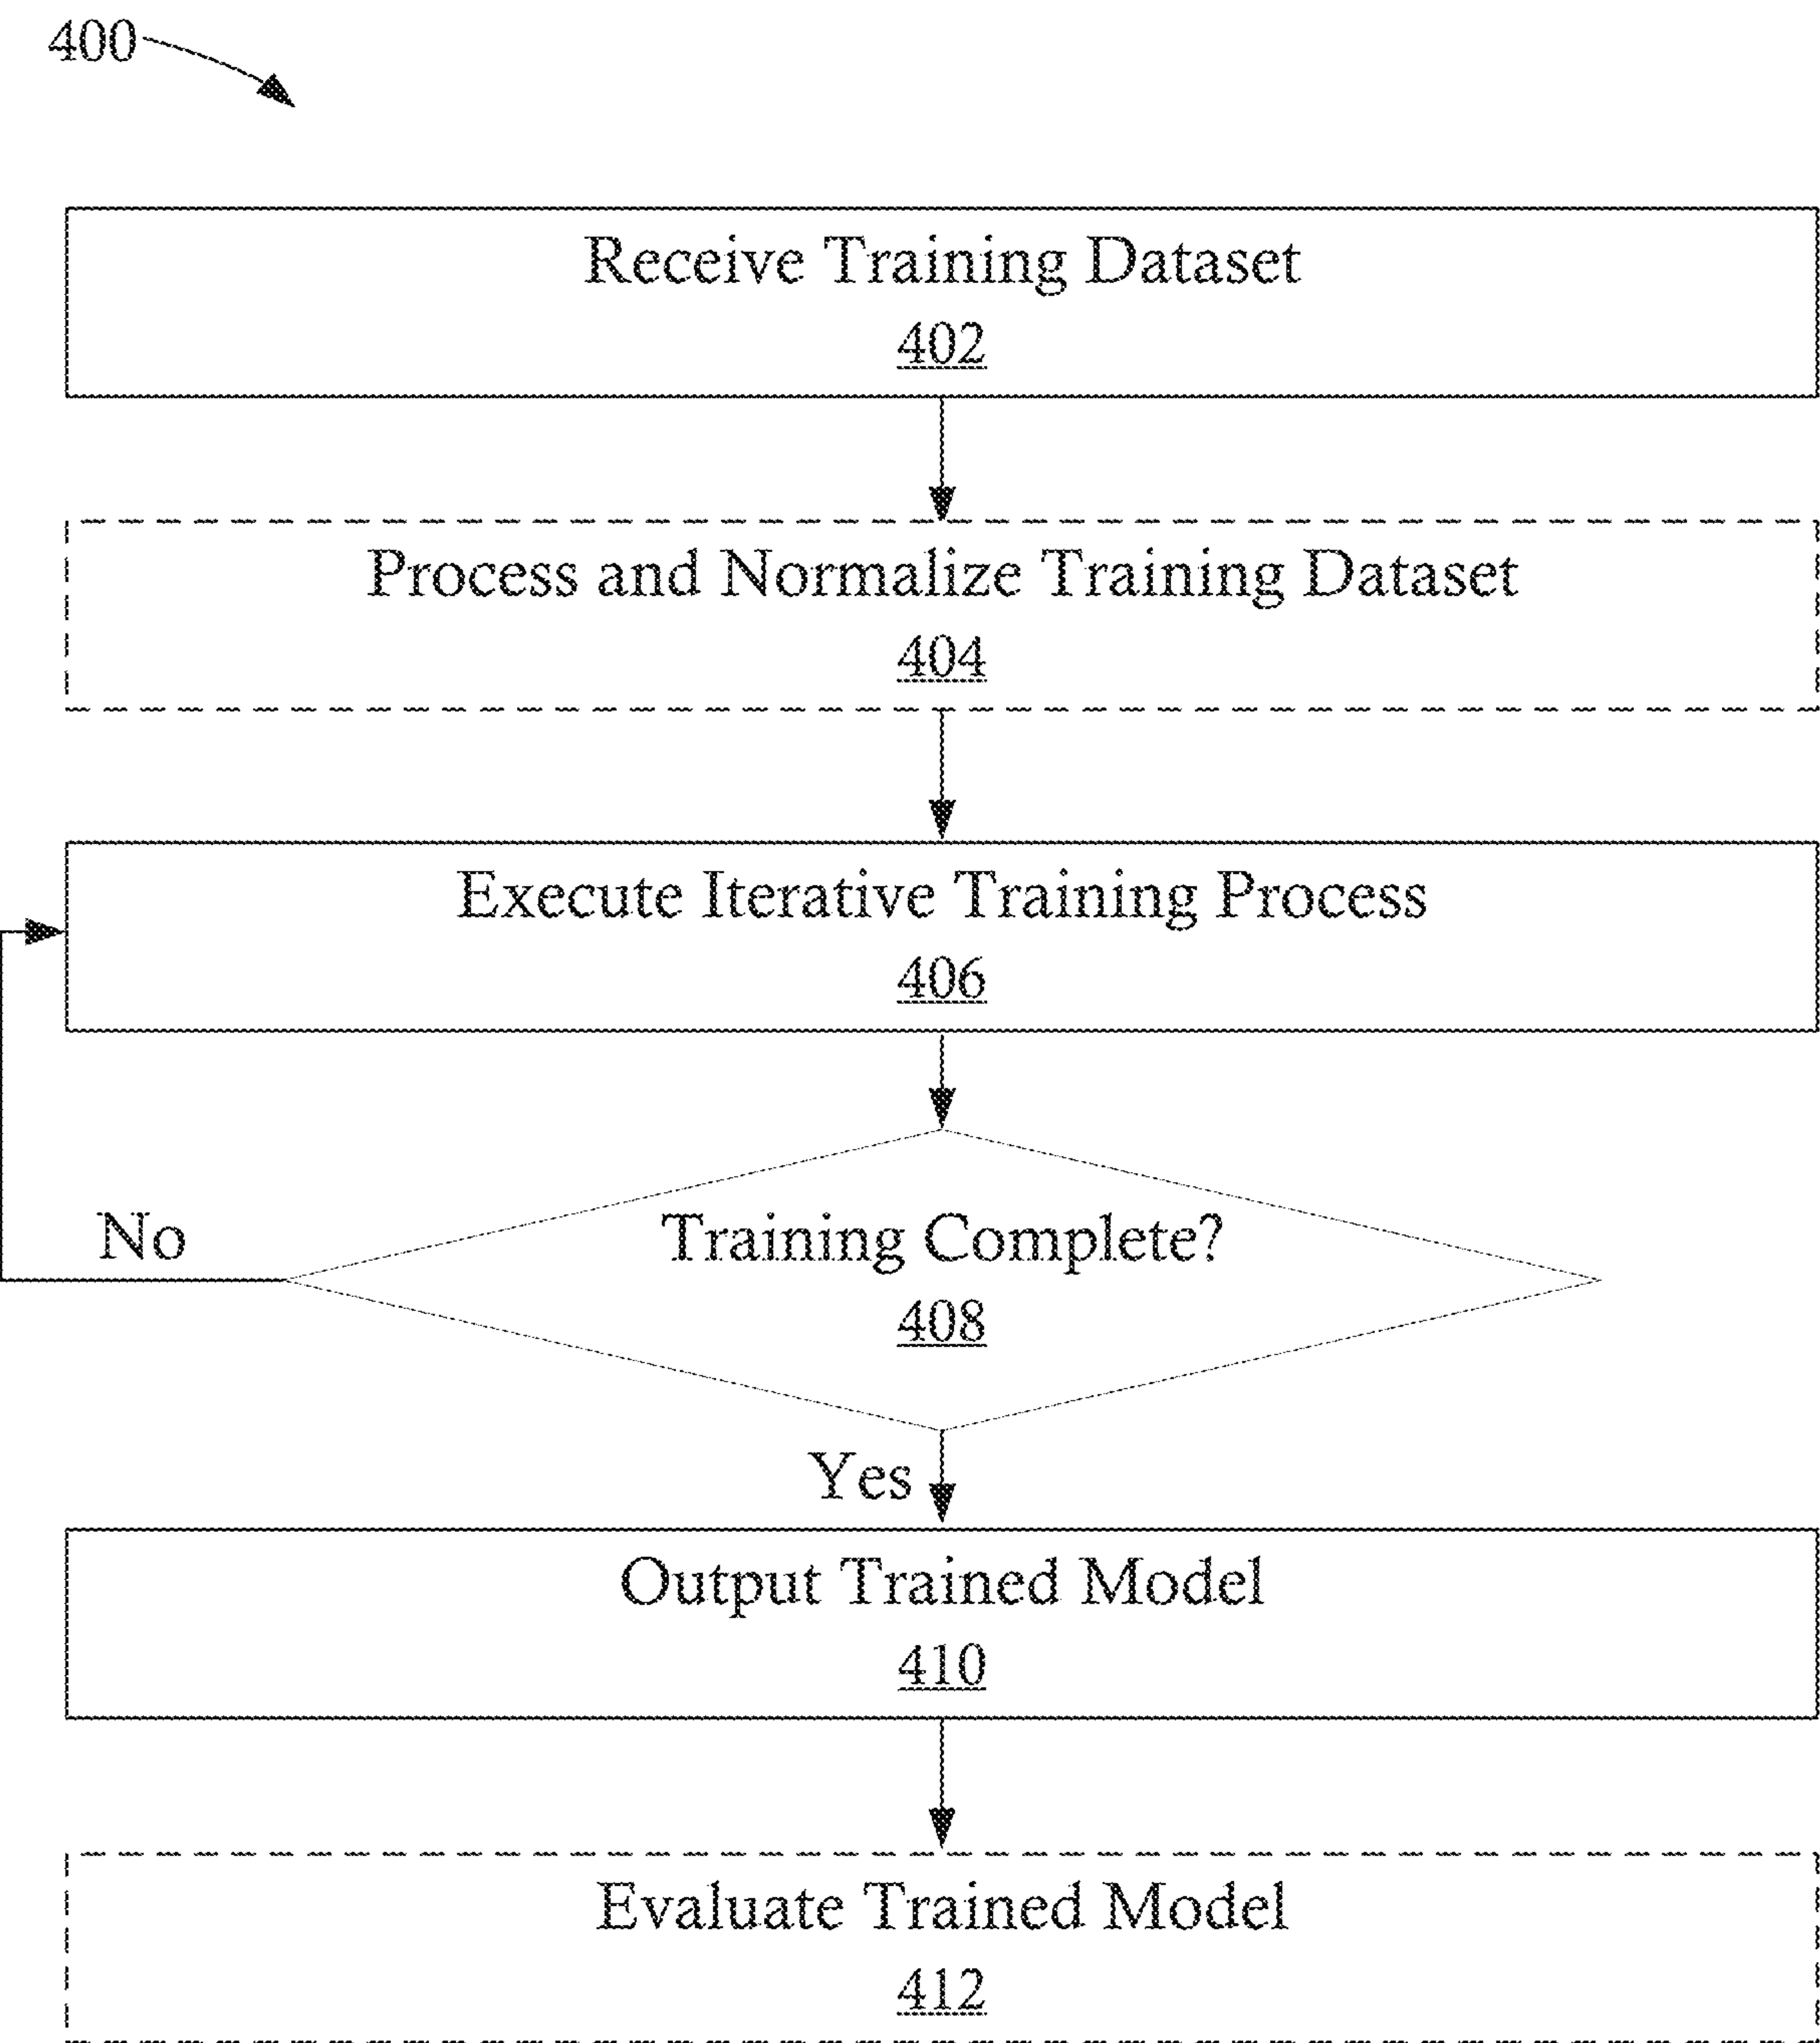 400
Receive Training Dataset
402
Process and Normalize Training Dataset
404
Execute Iterative Training Process
406
Training Complete?
408
No
Yes
Output Trained Model
410
Evaluate Trained Model
412